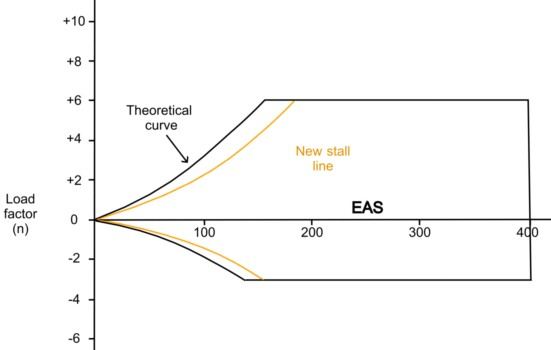 +10
+8
Theoretical
curve
+6
+4
New stall
line
+2
Load
factor
(n)
EAS
0
100
200
300
400
-2
-4
-6